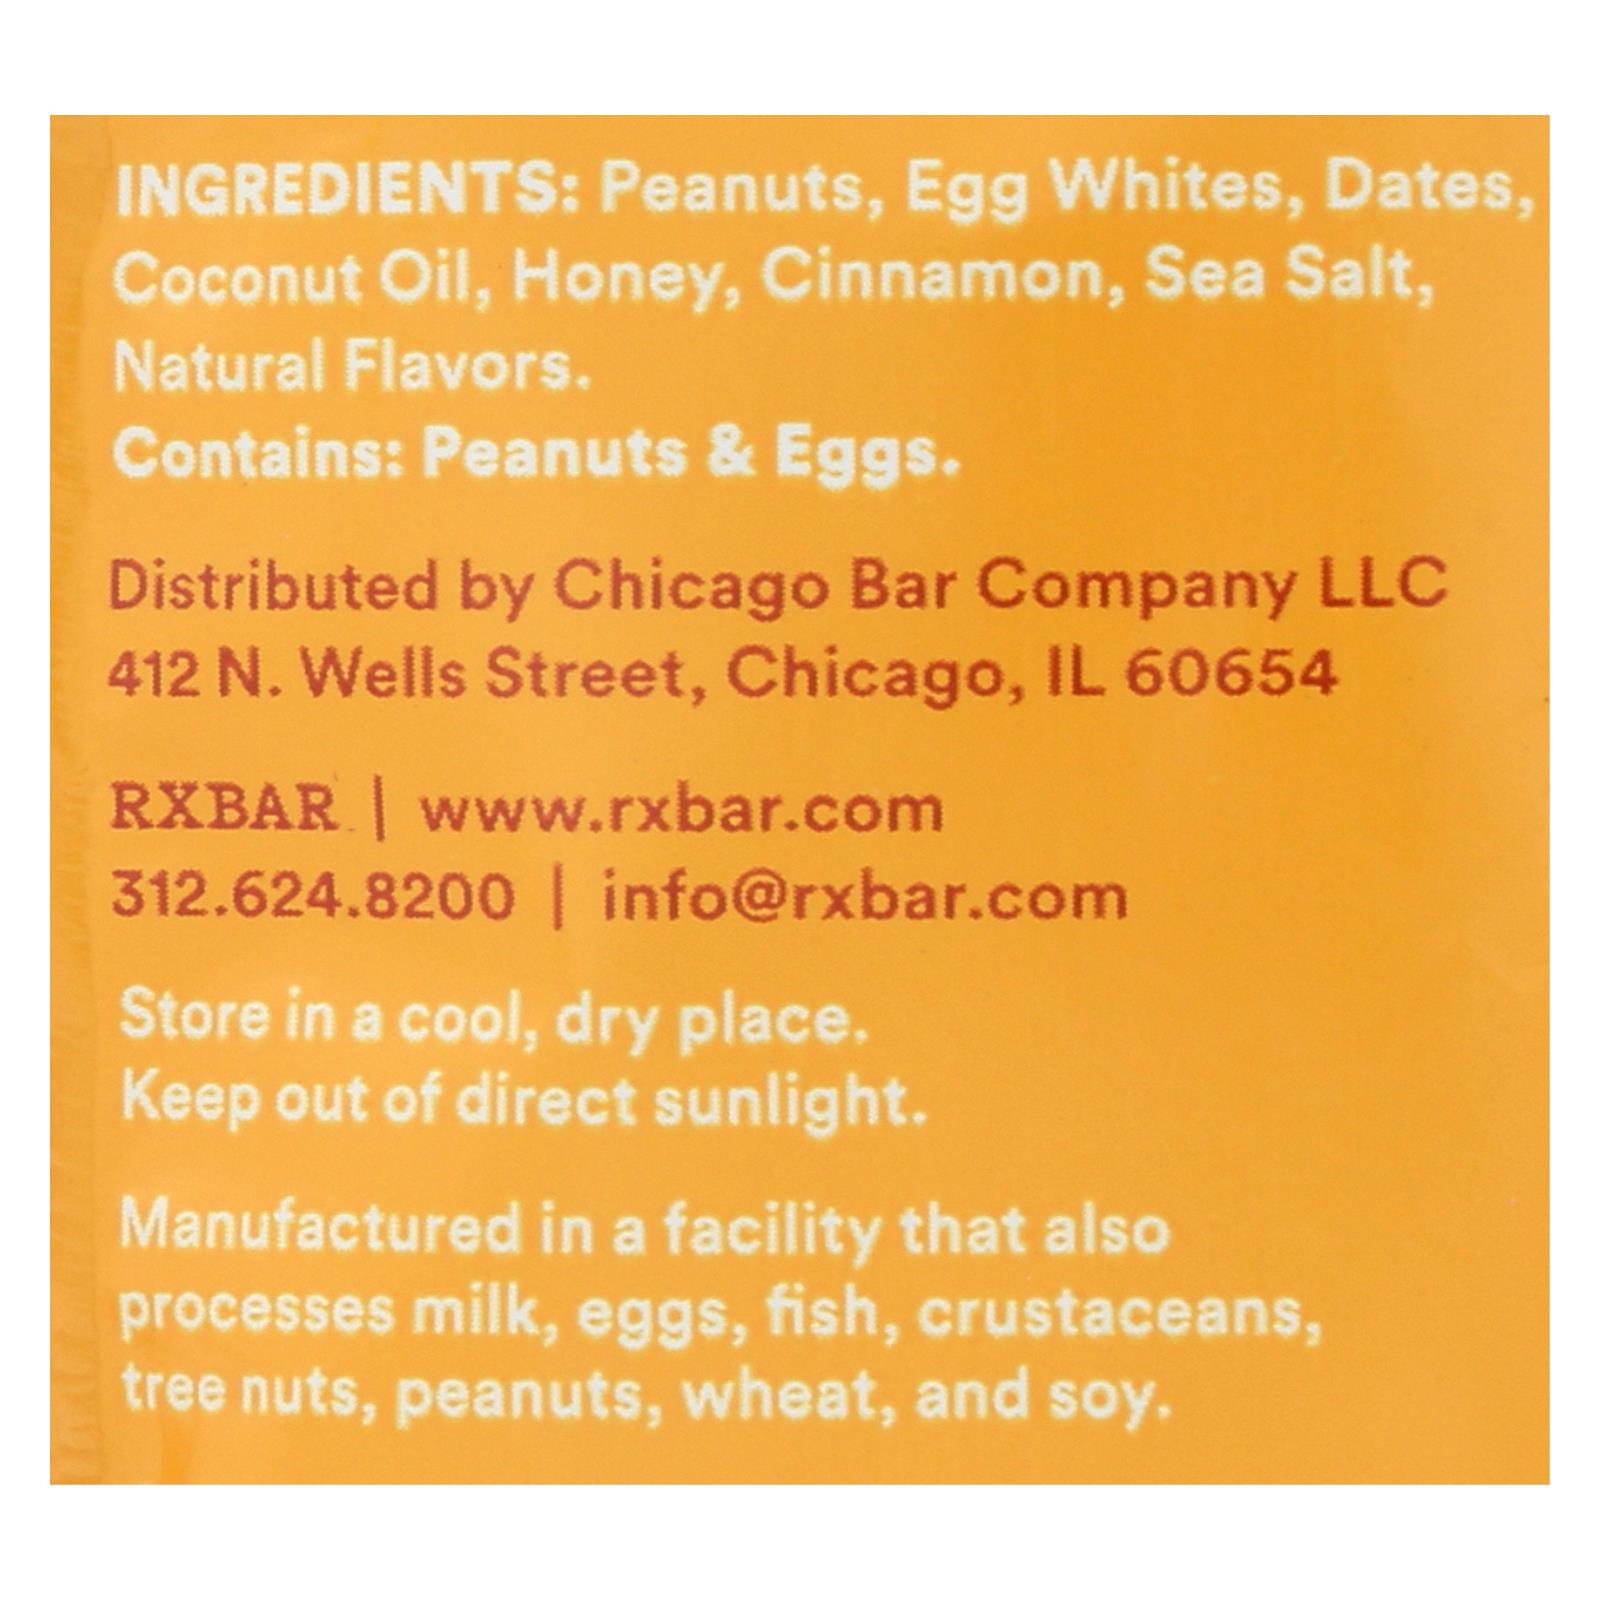 INGREDIENTS: Peanuts, Egg Whites, Dates,
Coconut Oil, Honey, Cinnamon, Sea Salt,
Natural Flavors.
Contains: Peanuts & Eggs.
Distributed by Chicago Bar Company LLC
412 N. Wells Street, Chicago, IL 60654
RXBAR | www.rxbar.com
312.624.8200 | info@rxbar.com
Store in a cool, dry place.
Keep out of direct sunlight.
Manufactured in a facility that also
processes milk, eggs, fish, crustaceans,
tree nuts, peanuts, wheat, and soy.